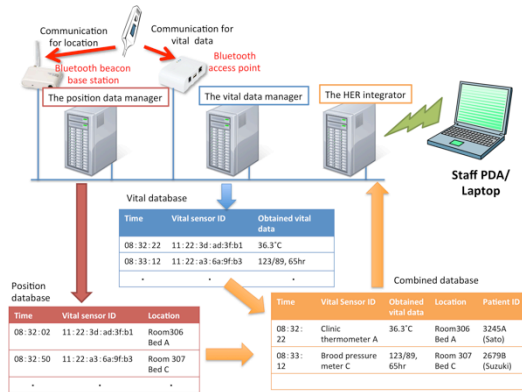 Communication
for location
Communication for
vital data
Bluetooth beacon
base station
Bluetooth
access point
The position data manager
The vital data manager
The HER integrator
Staff PDA/
Laptop
Vital database
Time Vital sensor ID Obtained vital
data
08:32:22 11:22:3d:ad:3f:b1 36.3˚C
08:33:12 11:22:a3:6a:9f:b3 123/89, 65hr
. . .
Position
database
Time Vital sensor ID Location
08:32:02 11:22:3d:ad:3f:b1 Room306
Bed A
08:32:50 11:22:a3:6a:9f:b3 Room 307
Bed C
. . .
Combined database
Time Vital Sensor ID Obtained Location Patient ID
vital data
08:32: Clinic 36.3˚C Room306 3245A
22 thermometer A Bed A (Sato)
08:33: Brood pressure 123/89, Room 307 2679B
12 meter C 65hr Bed C (Suzuki)
. . . . .